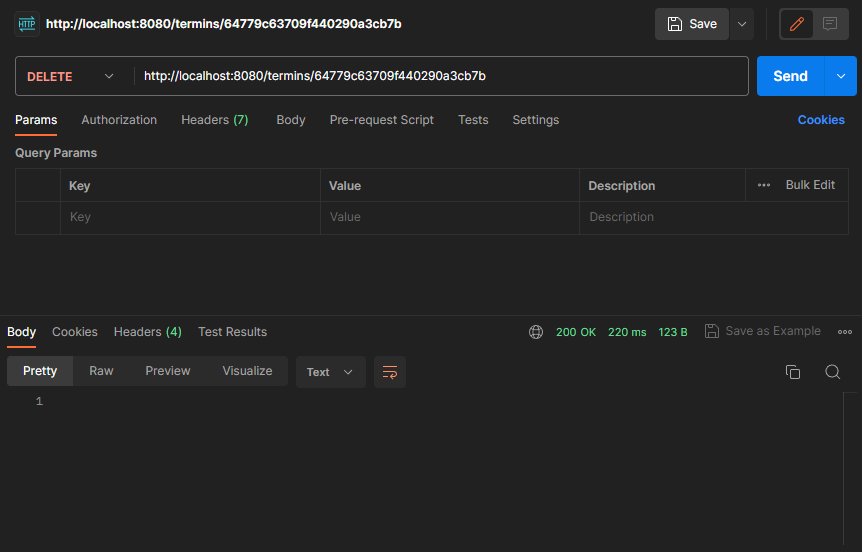 HTTP http://localhost:8080/termins/64779c63709f440290a3cb7b Save
DELETE http://localhost:8080/termins/64779c63709f440290a3cb7b Send
Params Authorization Headers (7) Body Pre-request Script Tests Settings Cookies
Query Params
Key Value Description ••• Bulk Edit
Key Value Description
Body Cookies Headers (4) Test Results 200 OK 220 ms 123 B Save as Example
Pretty Raw Preview Visualize Text
1